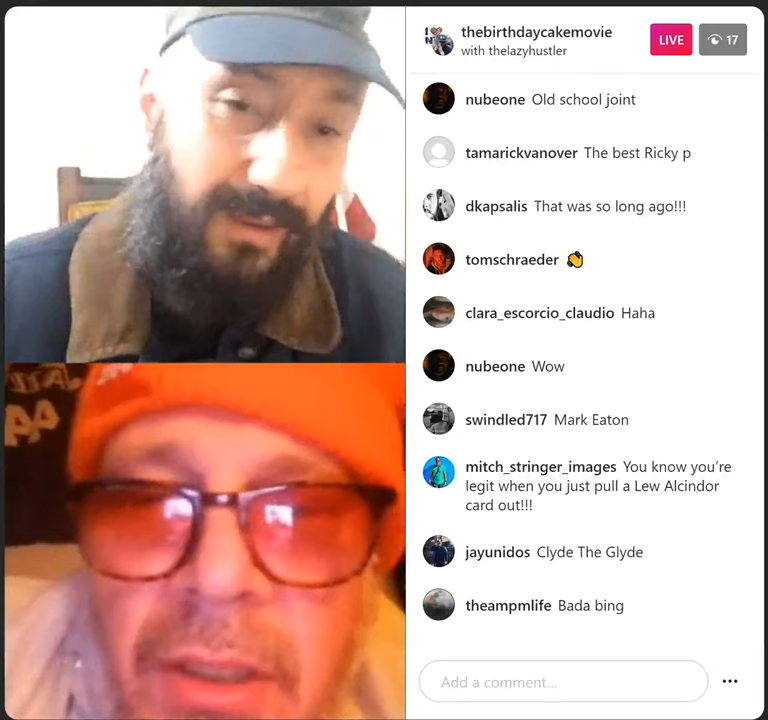 thebirthdaycakemovie
with thelazyhustler
LIVE
17
nubeone Old school joint
tamarickvanover The best Ricky p
dkapsalis That was so long ago!!!
tomschraeder 👏
clara_escorcio_claudio Haha
nubeone Wow
swindled717 Mark Eaton
mitch_stringer_images You know you're
legit when you just pull a Lew Alcindor
card out!!!
jayunidos Clyde The Glyde
theampmlife Bada bing
Add a comment...